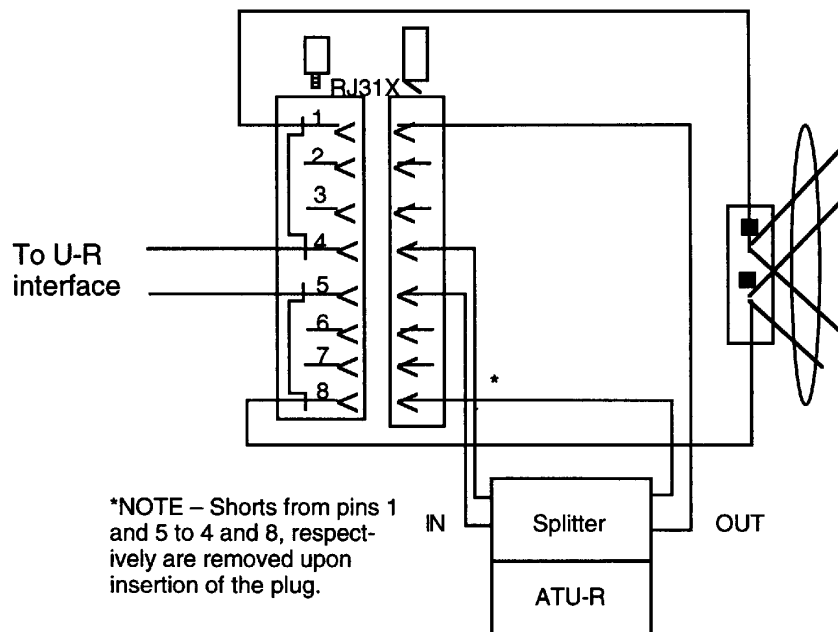 RJ31X
1
2
3
4
5
6
7
8
To U-R
interface
*
*NOTE – Shorts from pins 1
and 5 to 4 and 8, respect-
ively are removed upon
insertion of the plug.
IN
Splitter
OUT
ATU-R